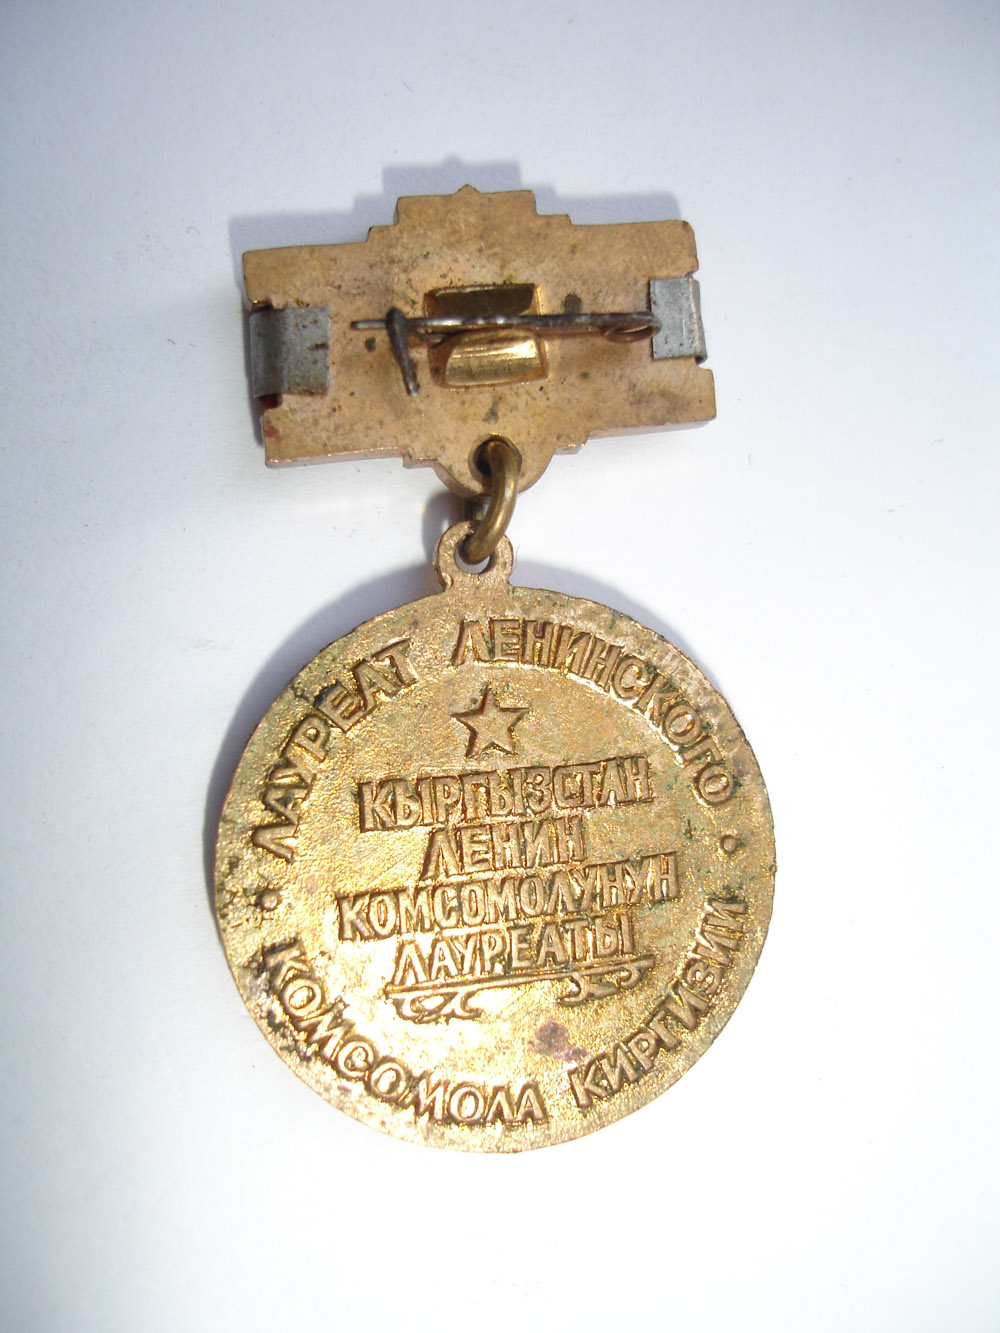 ЛАУРЕАТ ЛЕНИНСКОГО
КОМСОМОЛА КИРГИЗИИ
КЫРГЫЗСТАН
ЛЕНИН
КОМСОМОЛУНУН
ЛАУРЕАТЫ